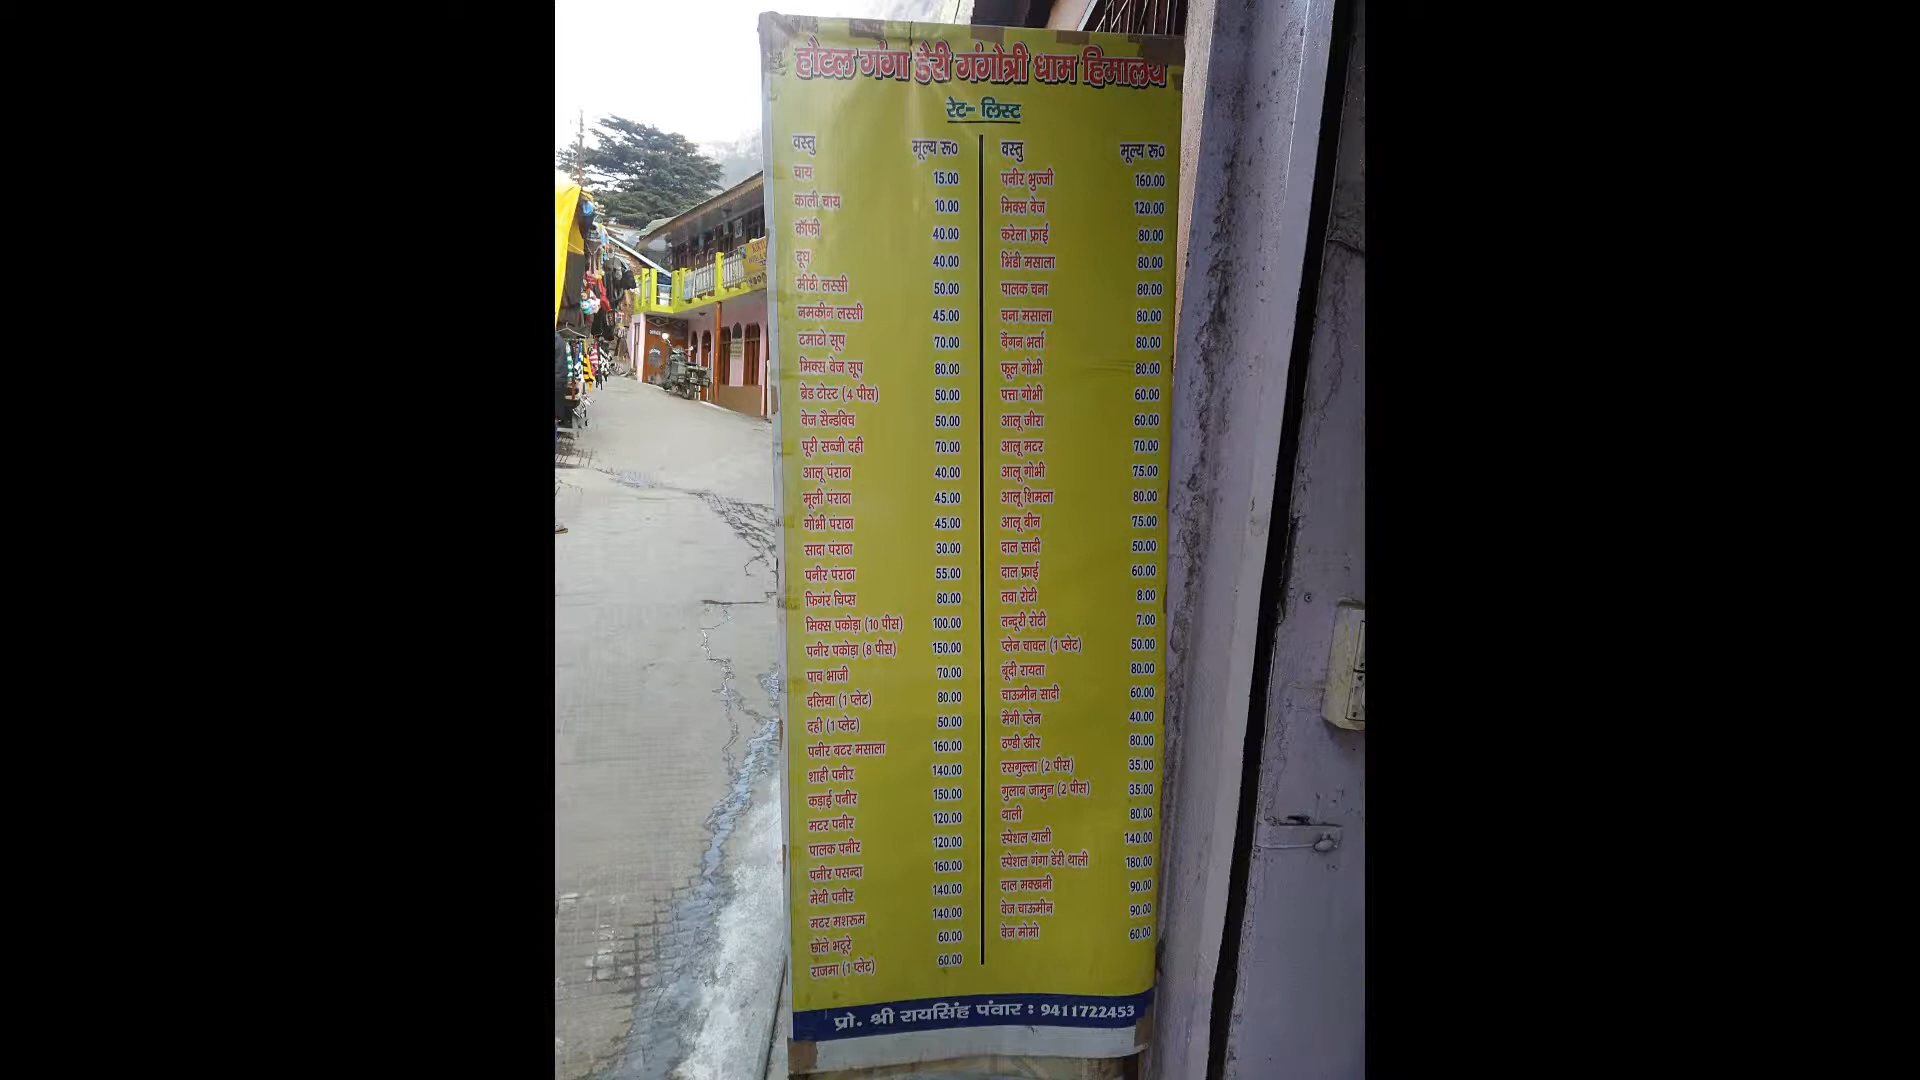 होटल गंगा डेरी गंगोत्री धाम हिमालय
रेट- लिस्ट
वस्तु मूल्य रू०
चाय 15.00
काली चाय 10.00
कॉफी 40.00
दूध 40.00
मीठी लस्सी 50.00
नमकीन लस्सी 45.00
टमाटो सूप 70.00
मिक्स वेज सूप 80.00
ब्रेड टोस्ट (4 पीस) 50.00
वेज सैन्डविच 50.00
पूरी सब्जी दही 70.00
आलू पंराठा 40.00
मूली पंराठा 45.00
गोभी पंराठा 45.00
सादा पंराठा 30.00
पनीर पंराठा 55.00
फिगंर चिप्स 80.00
मिक्स पकोड़ा (10 पीस) 100.00
पनीर पकोड़ा (8 पीस) 150.00
पाव भाजी 70.00
दलिया (1 प्लेट) 80.00
दही (1 प्लेट) 50.00
पनीर बटर मसाला 160.00
शाही पनीर 140.00
कड़ाई पनीर 150.00
मटर पनीर 120.00
पालक पनीर 120.00
पनीर पसन्दा 160.00
मेथी पनीर 140.00
मटर मशरूम 140.00
छोले भटूरे 60.00
राजमा (1 प्लेट) 60.00
वस्तु मूल्य रू०
पनीर भुज्जी 160.00
मिक्स वेज 120.00
करेला फ्राई 80.00
भिंडी मसाला 80.00
पालक चना 80.00
चना मसाला 80.00
बैंगन भर्ता 80.00
फूल गोभी 80.00
पत्ता गोभी 60.00
आलू जीरा 60.00
आलू मटर 70.00
आलू गोभी 75.00
आलू शिमला 80.00
आलू बीन 75.00
दाल सादी 50.00
दाल फ्राई 60.00
तवा रोटी 8.00
तन्दूरी रोटी 7.00
प्लेन चावल (1 प्लेट) 50.00
बूंदी रायता 80.00
चाऊमीन सादी 60.00
मैगी प्लेन 40.00
ठण्डी खीर 80.00
रसगुल्ला (2 पीस) 35.00
गुलाब जामुन (2 पीस) 35.00
थाली 80.00
स्पेशल थाली 140.00
स्पेशल गंगा डेरी थाली 180.00
दाल मक्खनी 90.00
वेज चाऊमीन 90.00
वेज मोमो 60.00
प्रो. श्री रायसिंह पंवार : 9411722453